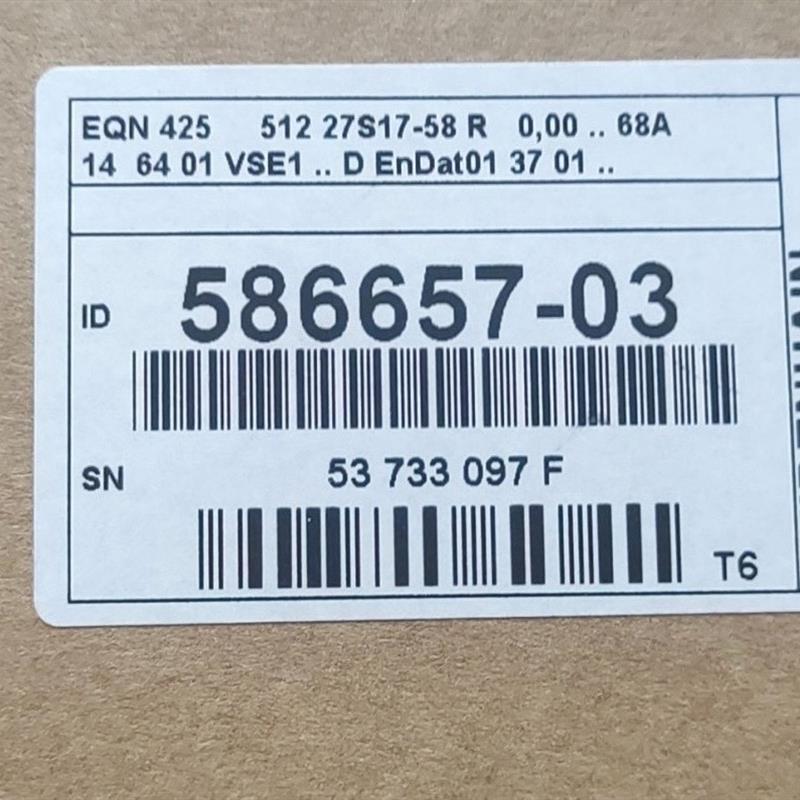 EQN 425 512 27S17-58 R 0,00 .. 68A
14 64 01 VSE1 .. D EnDat01 37 01 ..
ID 586657-03
SN 53 733 097 F
T6